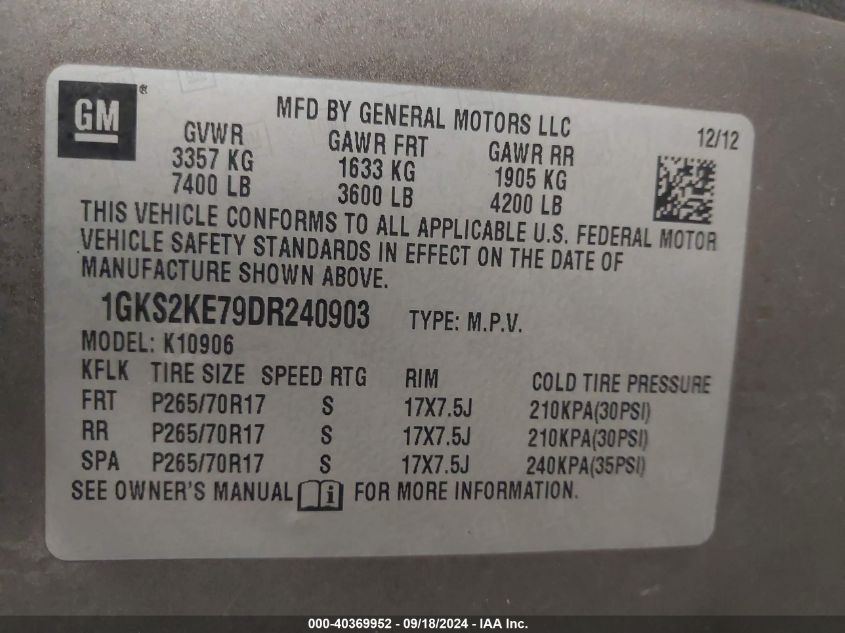 GM ®
MFD BY GENERAL MOTORS LLC 12/12
GVWR GAWR FRT GAWR RR
3357 KG 1633 KG 1905 KG
7400 LB 3600 LB 4200 LB
THIS VEHICLE CONFORMS TO ALL APPLICABLE U.S. FEDERAL MOTOR
VEHICLE SAFETY STANDARDS IN EFFECT ON THE DATE OF
MANUFACTURE SHOWN ABOVE.
1GKS2KE79DR240903 TYPE: M.P.V.
MODEL: K10906
KFLK TIRE SIZE SPEED RTG RIM COLD TIRE PRESSURE
FRT P265/70R17 S 17X7.5J 210KPA(30PSI)
RR P265/70R17 S 17X7.5J 210KPA(30PSI)
SPA P265/70R17 S 17X7.5J 240KPA(35PSI)
SEE OWNER'S MANUAL i FOR MORE INFORMATION.
000-40369952 - 09/18/2024 - IAA Inc.